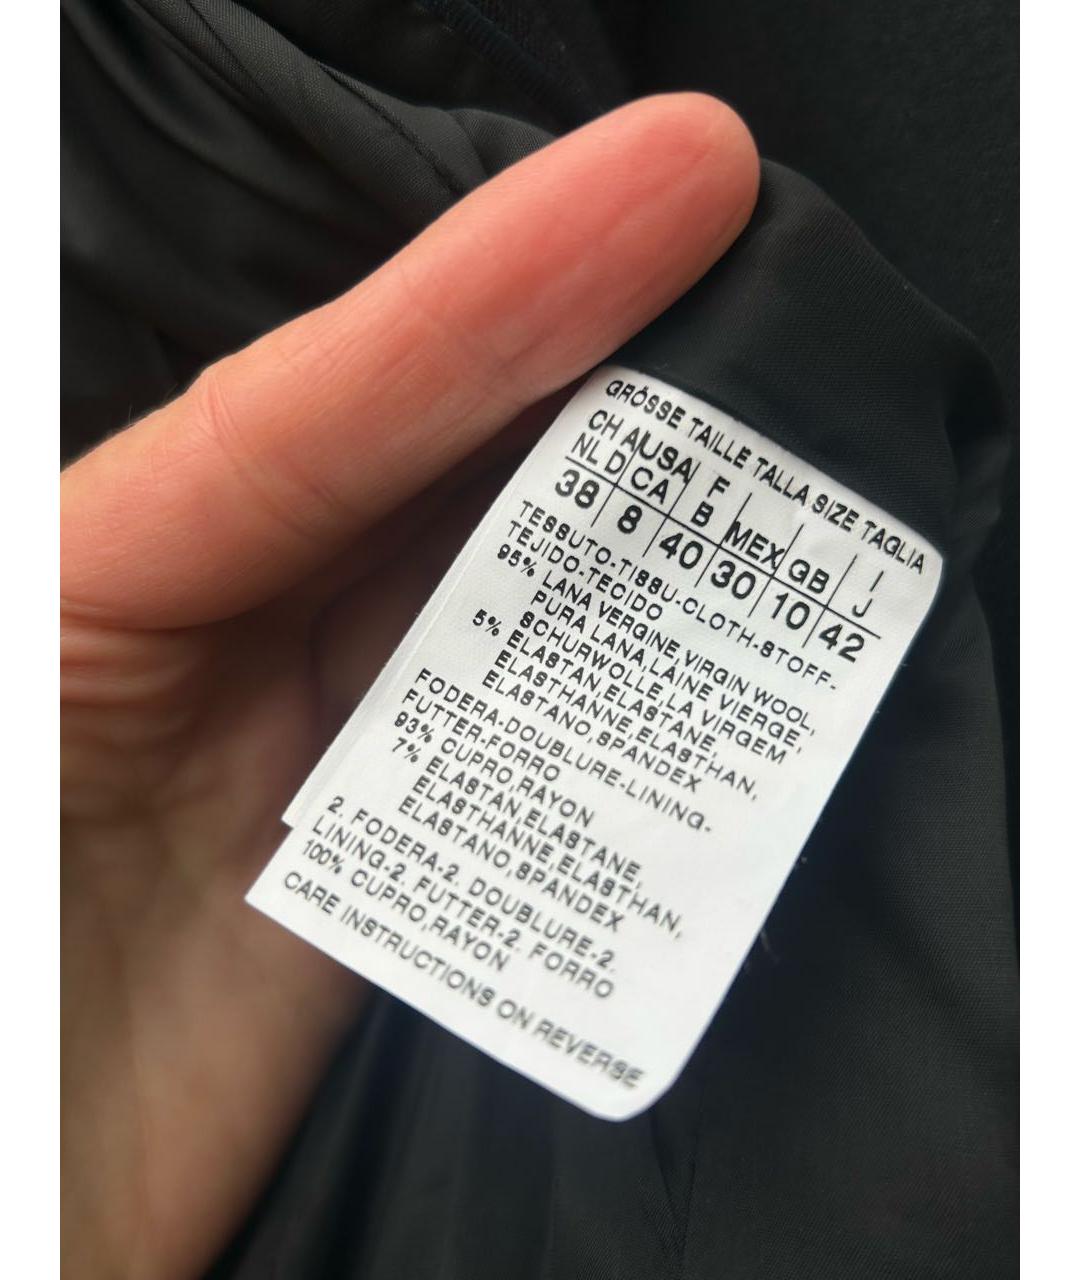 GRÖSSE TAILLE TALLA SIZE TAGLIA
CH A USA F I
NL D CA B MEX GB J
38 8 40 30 10 42
TESSUTO-TISSU-CLOTH-STOFF-
TEJIDO-TECIDO
95% LANA VERGINE,VIRGIN WOOL,
PURA LANA,LAINE VIERGE,
SCHURWOLLE,LA VIRGEM
5% ELASTAN,ELASTANE,
ELASTHANNE,ELASTHAN,
ELASTANO,SPANDEX
FODERA-DOUBLURE-LINING-
FUTTER-FORRO
93% CUPRO,RAYON
7% ELASTAN,ELASTANE,
ELASTHANNE,ELASTHAN,
ELASTANO,SPANDEX
2. FODERA-2. DOUBLURE-2.
LINING-2. FUTTER-2. FORRO
100% CUPRO,RAYON
CARE INSTRUCTIONS ON REVERSE